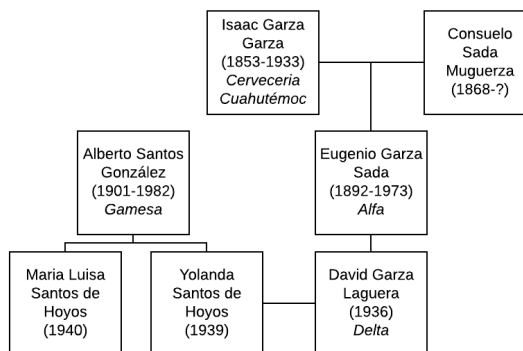 Isaac Garza
Garza
(1853-1933)
Cerveceria
Cuahutémoc
Consuelo
Sada
Muguerza
(1868-?)
Alberto Santos
González
(1901-1982)
Gamesa
Eugenio Garza
Sada
(1892-1973)
Alfa
Maria Luisa
Santos de
Hoyos
(1940)
Yolanda
Santos de
Hoyos
(1939)
David Garza
Laguera
(1936)
Delta